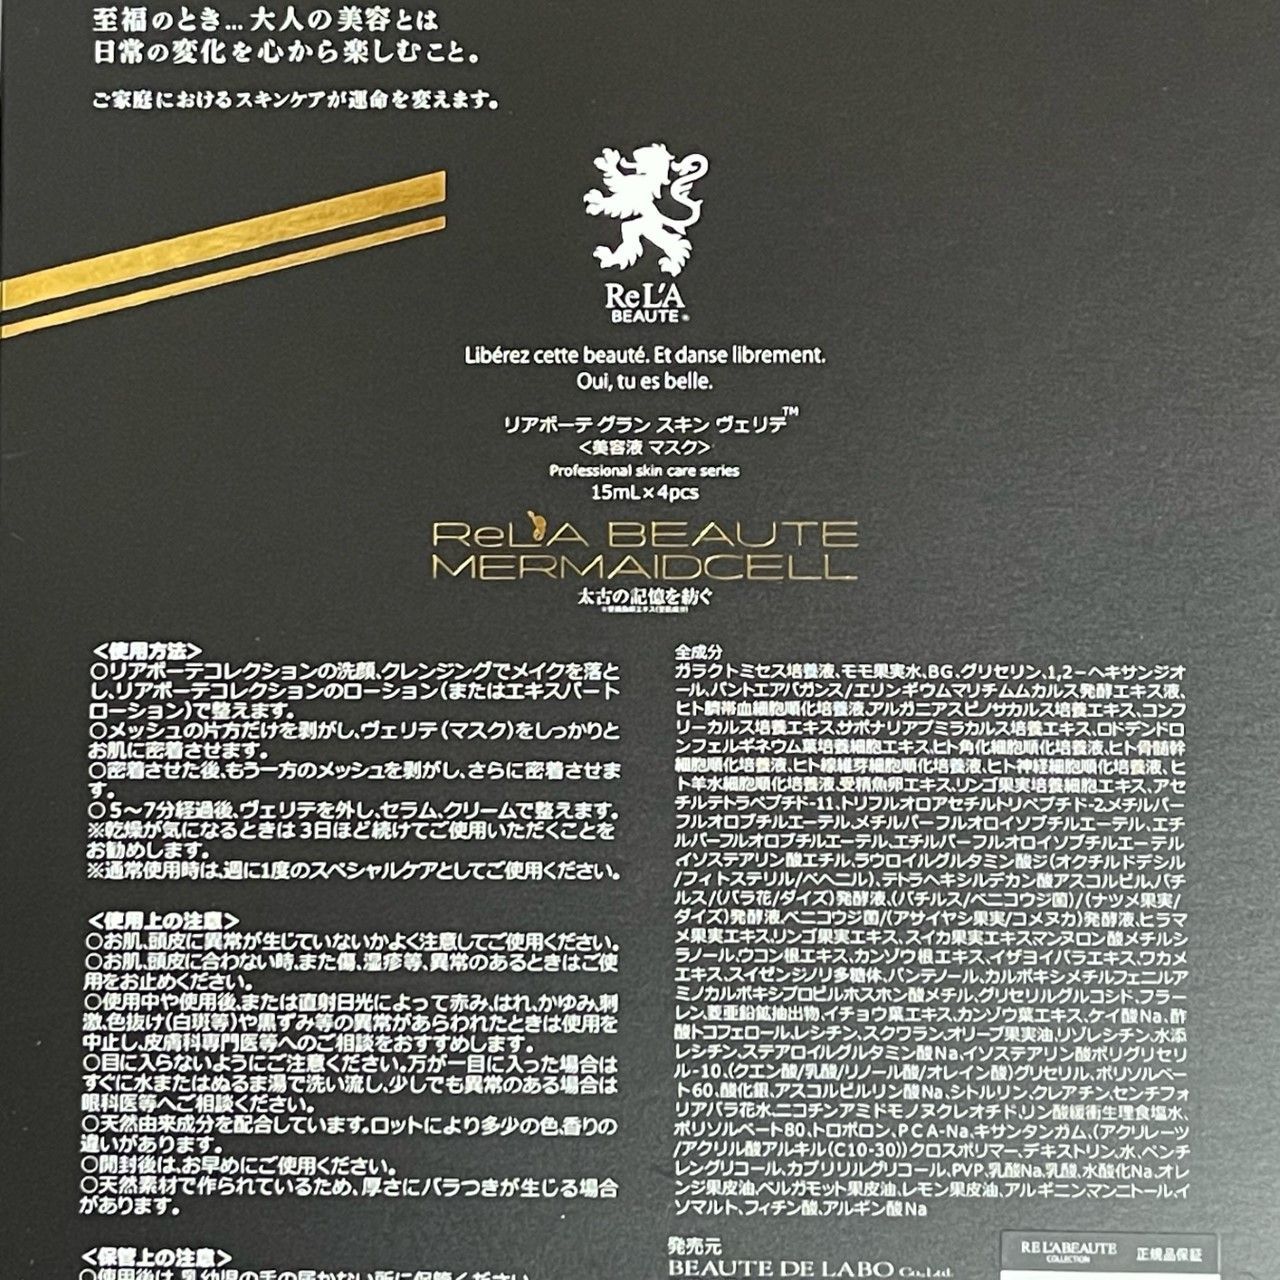 至福のとき...大人の美容とは
日常の変化を心から楽しむこと。
ご家庭におけるスキンケアが運命を変えます。
ReL'A
BEAUTE®
Libérez cette beauté. Et danse librement.
Oui, tu es belle.
リアボーテ グラン スキン ヴェリテ™
<美容液 マスク>
Professional skin care series
15mL×4pcs
ReL'A BEAUTE
MERMAIDCELL
太古の記憶を紡ぐ
<使用方法>
○リアボーテコレクションの洗顔、クレンジングでメイクを落と
し、リアボーテコレクションのローション(またはエキスパート
ローション)で整えます。
○メッシュの片方だけを剥がし、ヴェリテ(マスク)をしっかりと
お肌に密着させます。
○密着させた後、もう一方のメッシュを剥がし、さらに密着させま
す。
○5〜7分経過後、ヴェリテを外し、セラム、クリームで整えます。
※乾燥が気になるときは 3日ほど続けてご使用いただくことを
お勧めします。
※通常使用時は、週に1度のスペシャルケアとしてご使用ください。
<使用上の注意>
○お肌、頭皮に異常が生じていないかよく注意してご使用ください。
○お肌、頭皮に合わない時、また傷、湿疹等、異常のあるときはご使
用をお止めください。
○使用中や使用後、または直射日光によって赤み、はれ、かゆみ、刺
激、色抜け(白斑等)や黒ずみ等の異常があらわれたときは使用を
中止し、皮膚科専門医等へのご相談をおすすめします。
○目に入らないようにご注意ください。万が一目に入った場合は
すぐに水またはぬるま湯で洗い流し、少しでも異常のある場合は
眼科医等へご相談ください。
○天然由来成分を配合しています。ロットにより多少の色、香りの
違いがあります。
○開封後は、お早めにご使用ください。
○天然素材で作られているため、厚さにバラつきが生じる場合
があります。
<保管上の注意>
○使用後は、乳幼児の手の届かない所に保管ください。
全成分
ガラクトミセス培養液、モモ果実水、BG、グリセリン、1,2-ヘキサンジオ
ール、パントエアバガンス/エリンギウムマリチムムカルス発酵エキス液、
ヒト臍帯血細胞順化培養液、アルガニアスピノサカルス培養エキス、コンフ
リーカルス培養エキス、サポナリアプミラカルス培養エキス、ロドデンドロ
ンフェルギネウム葉培養細胞エキス、ヒト角化細胞順化培養液、ヒト骨髄幹
細胞順化培養液、ヒト線維芽細胞順化培養液、ヒト神経細胞順化培養液、ヒ
ト羊水細胞順化培養液、受精魚卵エキス、リンゴ果実培養細胞エキス、アセ
チルテトラペプチド-11、トリフルオロアセチルトリペプチド-2、メチルパー
フルオロブチルエーテル、メチルパーフルオロイソブチルエーテル、エチ
ルパーフルオロブチルエーテル、エチルパーフルオロイソブチルエーテル
イソステアリン酸エチル、ラウロイルグルタミン酸ジ(オクチルドデシル
/フィトステリル/ベヘニル)、テトラヘキシルデカン酸アスコルビル、バチ
ルス/(バラ花/ダイズ)発酵液、(バチルス/ベニコウジ菌)/(ナツメ果実/
ダイズ)発酵液、ベニコウジ菌/(アサイヤシ果実/コメヌカ)発酵液、ヒラマ
メ果実エキス、リンゴ果実エキス、スイカ果実エキス、マンヌロン酸メチルシ
ラノール、ウコン根エキス、カンゾウ根エキス、イザヨイバラエキス、ワカメ
エキス、スイゼンジノリ多糖体、パンテノール、カルボキシメチルフェニルア
ミノカルボキシプロピルホスホン酸メチル、グリセリルグルコシド、フラー
レン、菱亜鉛鉱抽出物、イチョウ葉エキス、カンゾウ葉エキス、ケイ酸Na、酢
酸トコフェロール、レシチン、スクワラン、オリーブ果実油、リゾレシチン、水添
レシチン、ステアロイルグルタミン酸Na、イソステアリン酸ポリグリセリ
ル-10、(クエン酸/乳酸/リノール酸/オレイン酸)グリセリル、ポリソルベー
ト60、酸化銀、アスコルビルリン酸Na、シトルリン、クレアチン、センチフォ
リアバラ花水、ニコチンアミドモノヌクレオチド、リン酸緩衝生理食塩水、
ポリソルベート80、トロポロン、PCA-Na、キサンタンガム、(アクリレーツ
/アクリル酸アルキル(C10-30))クロスポリマー、デキストリン、水、ペンチ
レングリコール、カプリリルグリコール、PVP、乳酸Na、乳酸、水酸化Na、オレ
ンジ果皮油、ベルガモット果皮油、レモン果皮油、アルギニン、マンニトール、イ
ソマルト、フィチン酸、アルギン酸Na
発売元
BEAUTE DE LABO Co.,Ltd.
REL'ABEAUTE
COLLECTION
正規品保証